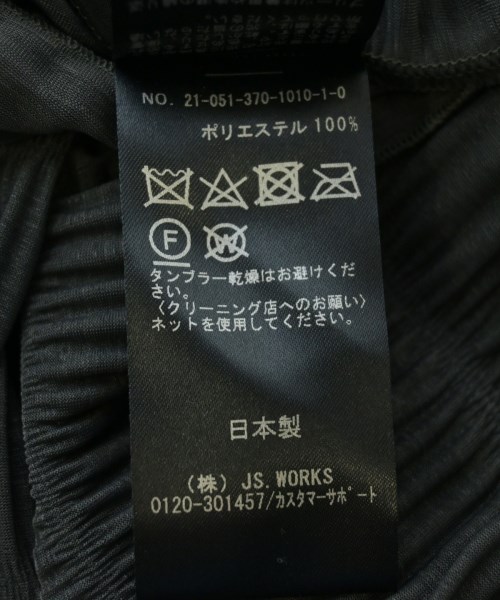 NO. 21-051-370-1010-1-0
ポリエステル 100%
F
W
タンブラー乾燥はお避けくだ
さい。
〈クリーニング店へのお願い〉
ネットを使用してください。
日本製
(株) JS.WORKS
0120-301457/カスタマーサポート